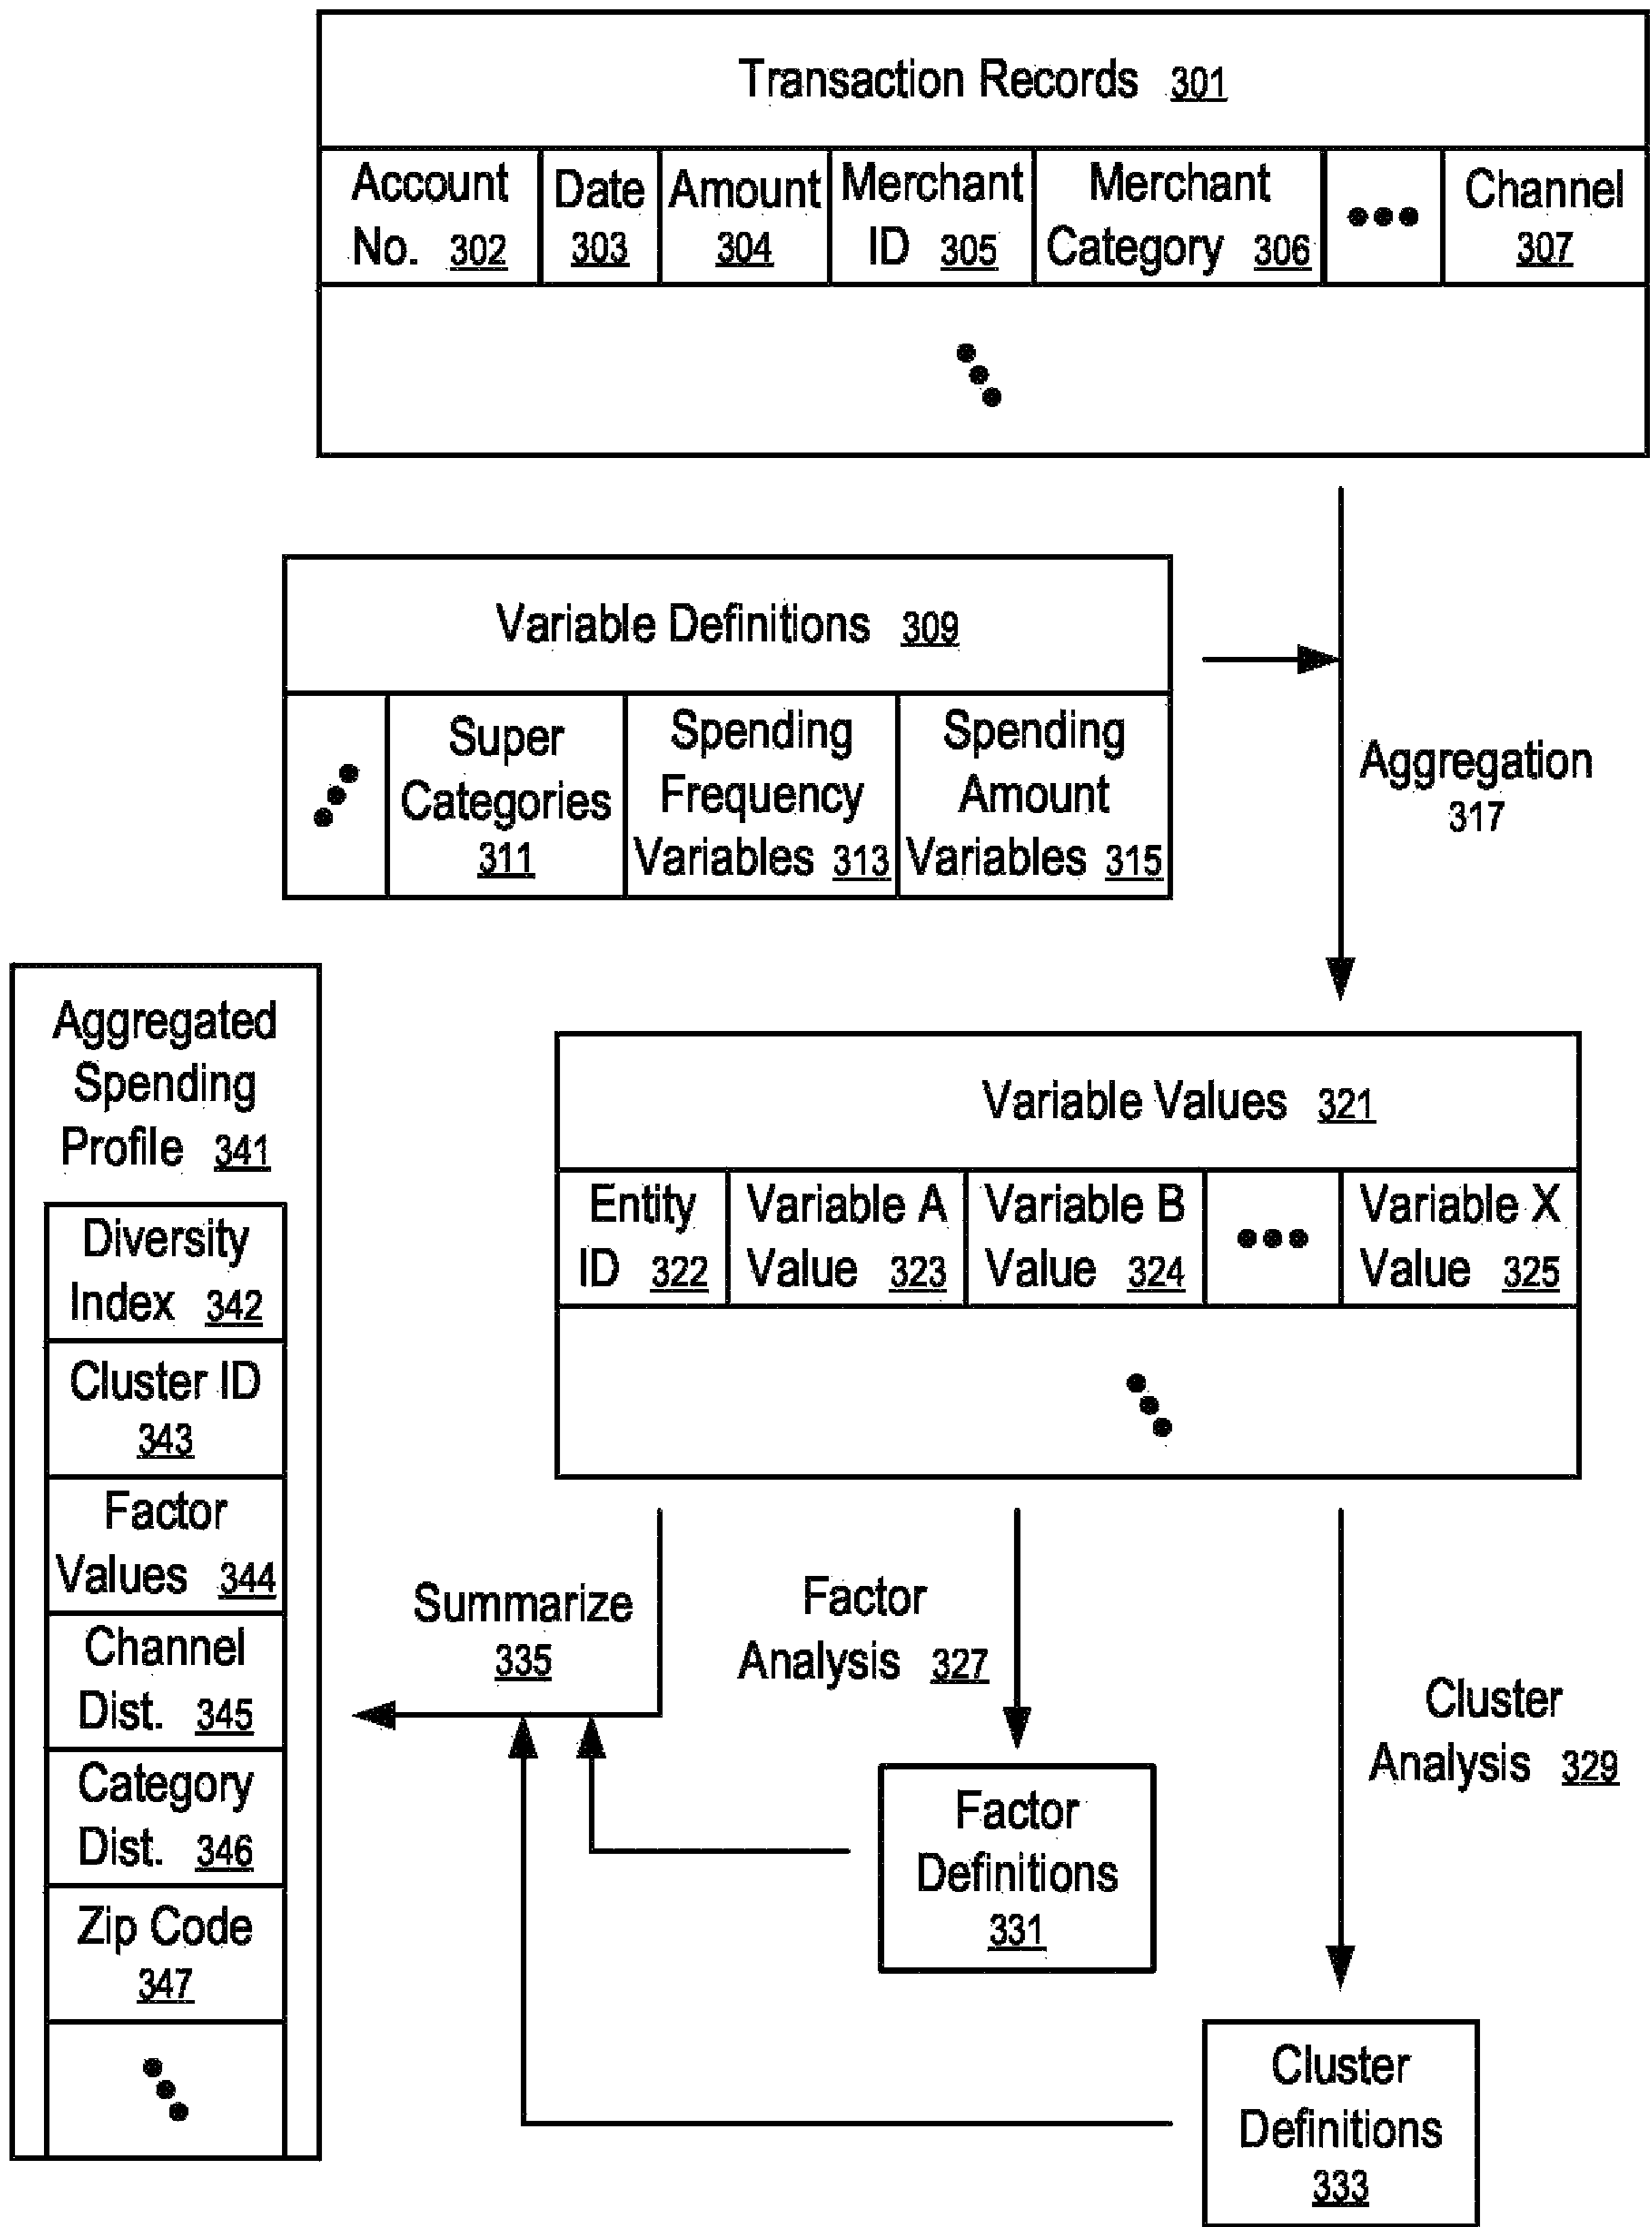 Transaction Records 301
Account No. 302
Date 303
Amount 304
Merchant ID 305
Merchant Category 306
•••
Channel 307
Variable Definitions 309
Super Categories 311
Spending Frequency Variables 313
Spending Amount Variables 315
Aggregation 317
Aggregated Spending Profile 341
Diversity Index 342
Cluster ID 343
Factor Values 344
Channel Dist. 345
Category Dist. 346
Zip Code 347
Variable Values 321
Entity ID 322
Variable A Value 323
Variable B Value 324
•••
Variable X Value 325
Summarize 335
Factor Analysis 327
Cluster Analysis 329
Factor Definitions 331
Cluster Definitions 333